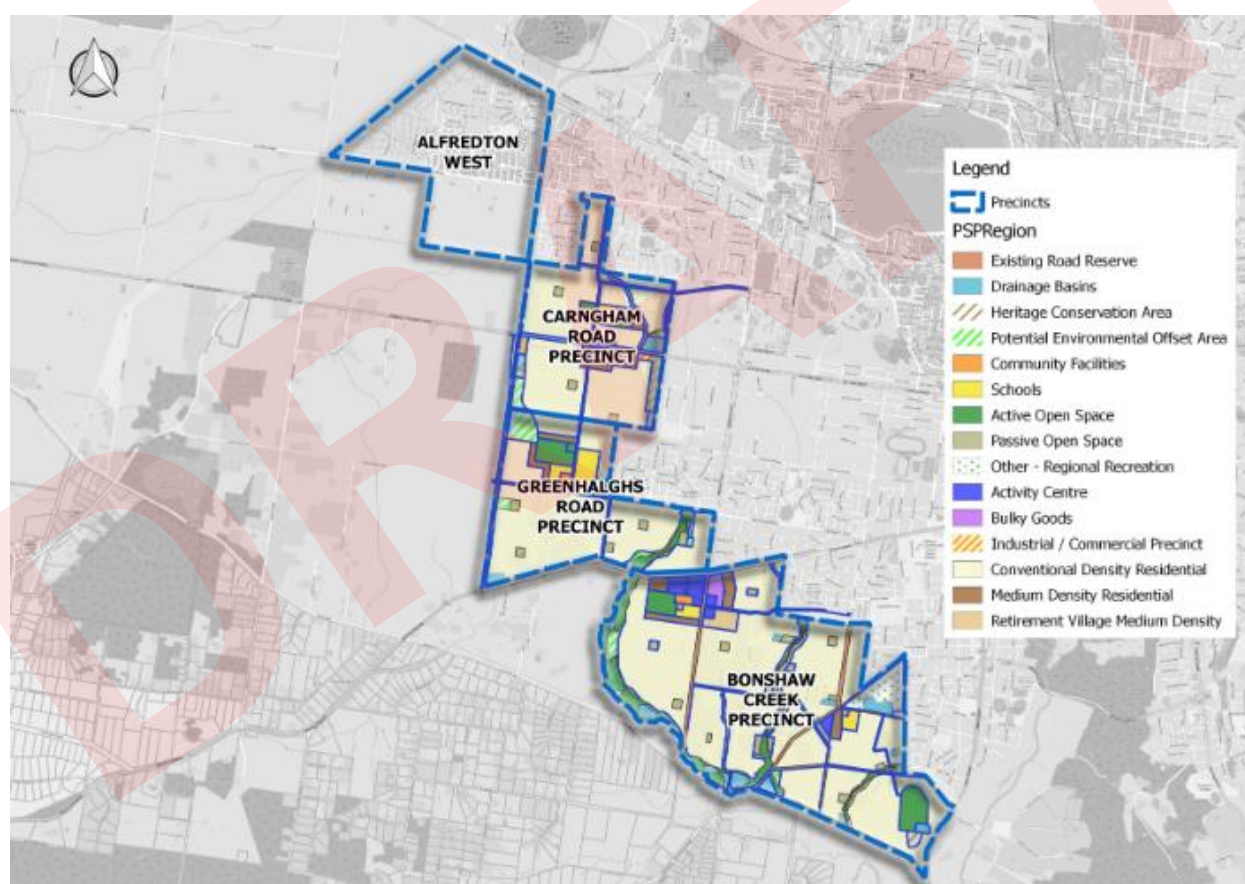 ALFREDTON
WEST
CARNGHAM
ROAD
PRECINCT
GREENHALGHS
ROAD
PRECINCT
BONSHAW
CREEK
PRECINCT
Legend
Precincts
PSPRegion
Existing Road Reserve
Drainage Basins
Heritage Conservation Area
Potential Environmental Offset Area
Community Facilities
Schools
Active Open Space
Passive Open Space
Other - Regional Recreation
Activity Centre
Bulky Goods
Industrial / Commercial Precinct
Conventional Density Residential
Medium Density Residential
Retirement Village Medium Density
DRAFT